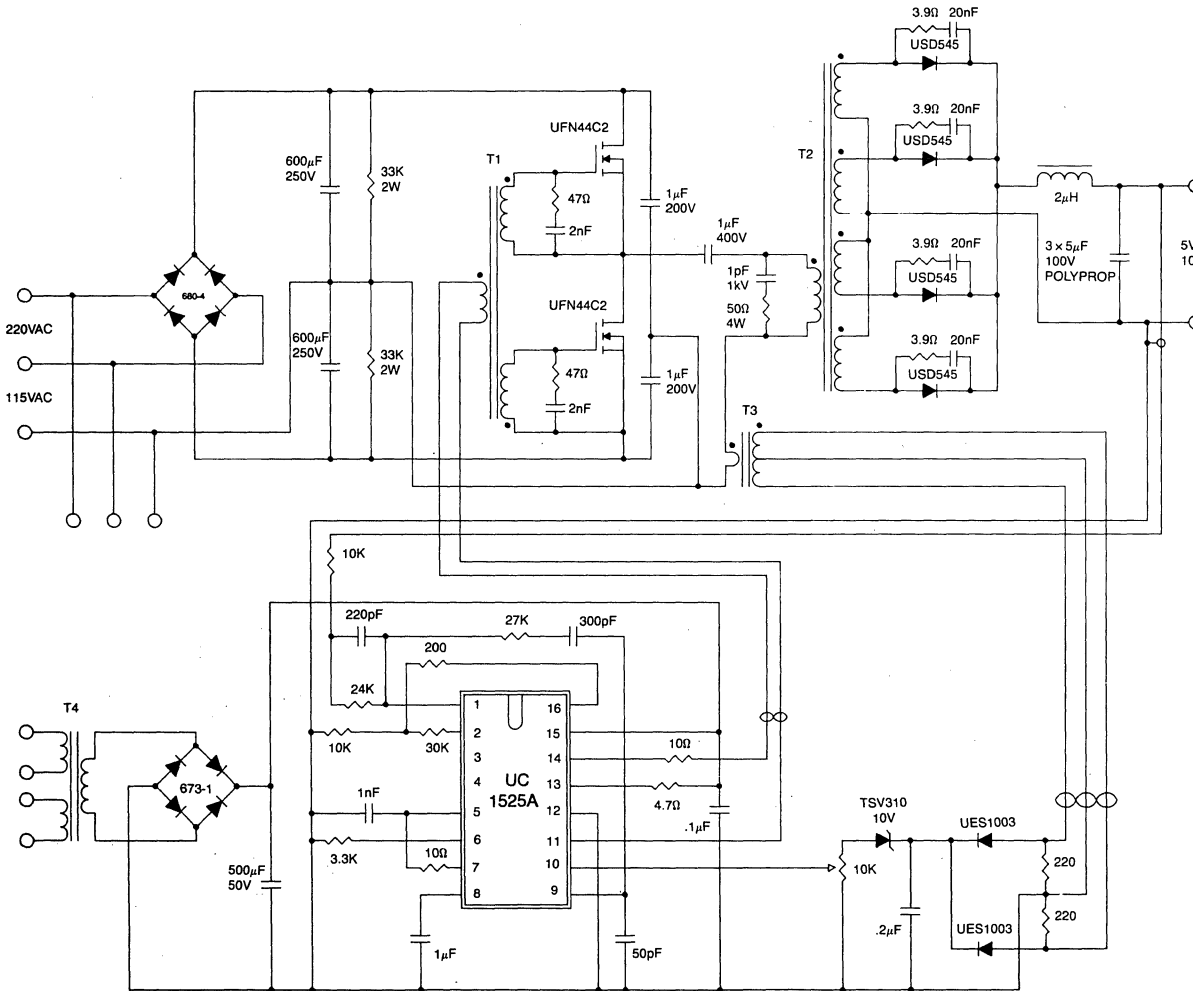 3.9Ω 20nF
USD545
3.9Ω 20nF
USD545
UFN44C2
T1
T2
600μF
250V
33K
2W
47Ω
2nF
1μF
200V
1μF
400V
2μH
680-4
220VAC
115VAC
1pF
1kV
50Ω
4W
3.9Ω 20nF
USD545
3 × 5μF
100V
POLYPROP
5V
10
UFN44C2
600μF
250V
33K
2W
47Ω
2nF
1μF
200V
3.9Ω 20nF
USD545
T3
10K
220pF
27K
300pF
200
24K
T4
10K
30K
673-1
1nF
3.3K
10Ω
500μF
50V
1μF
UC
1525A
1
2
3
4
5
6
7
8
16
15
14
13
12
11
10
9
10Ω
4.7Ω
.1μF
50pF
TSV310
10V
UES1003
10K
220
.2μF
UES1003
220